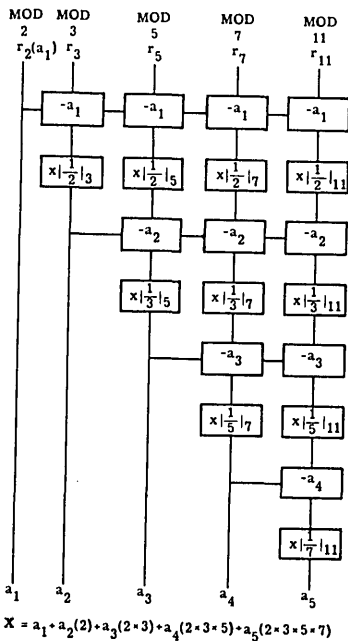 MOD MOD MOD MOD MOD
2 3 5 7 11
r₂(a₁) r₃ r₅ r₇ r₁₁
-a₁ -a₁ -a₁ -a₁
x|1/2|₃ x|1/2|₅ x|1/2|₇ x|1/2|₁₁
-a₂ -a₂ -a₂
x|1/3|₅ x|1/3|₇ x|1/3|₁₁
-a₃ -a₃
x|1/5|₇ x|1/5|₁₁
-a₄
x|1/7|₁₁
a₁ a₂ a₃ a₄ a₅
X = a₁+a₂(2)+a₃(2×3)+a₄(2×3×5)+a₅(2×3×5×7)